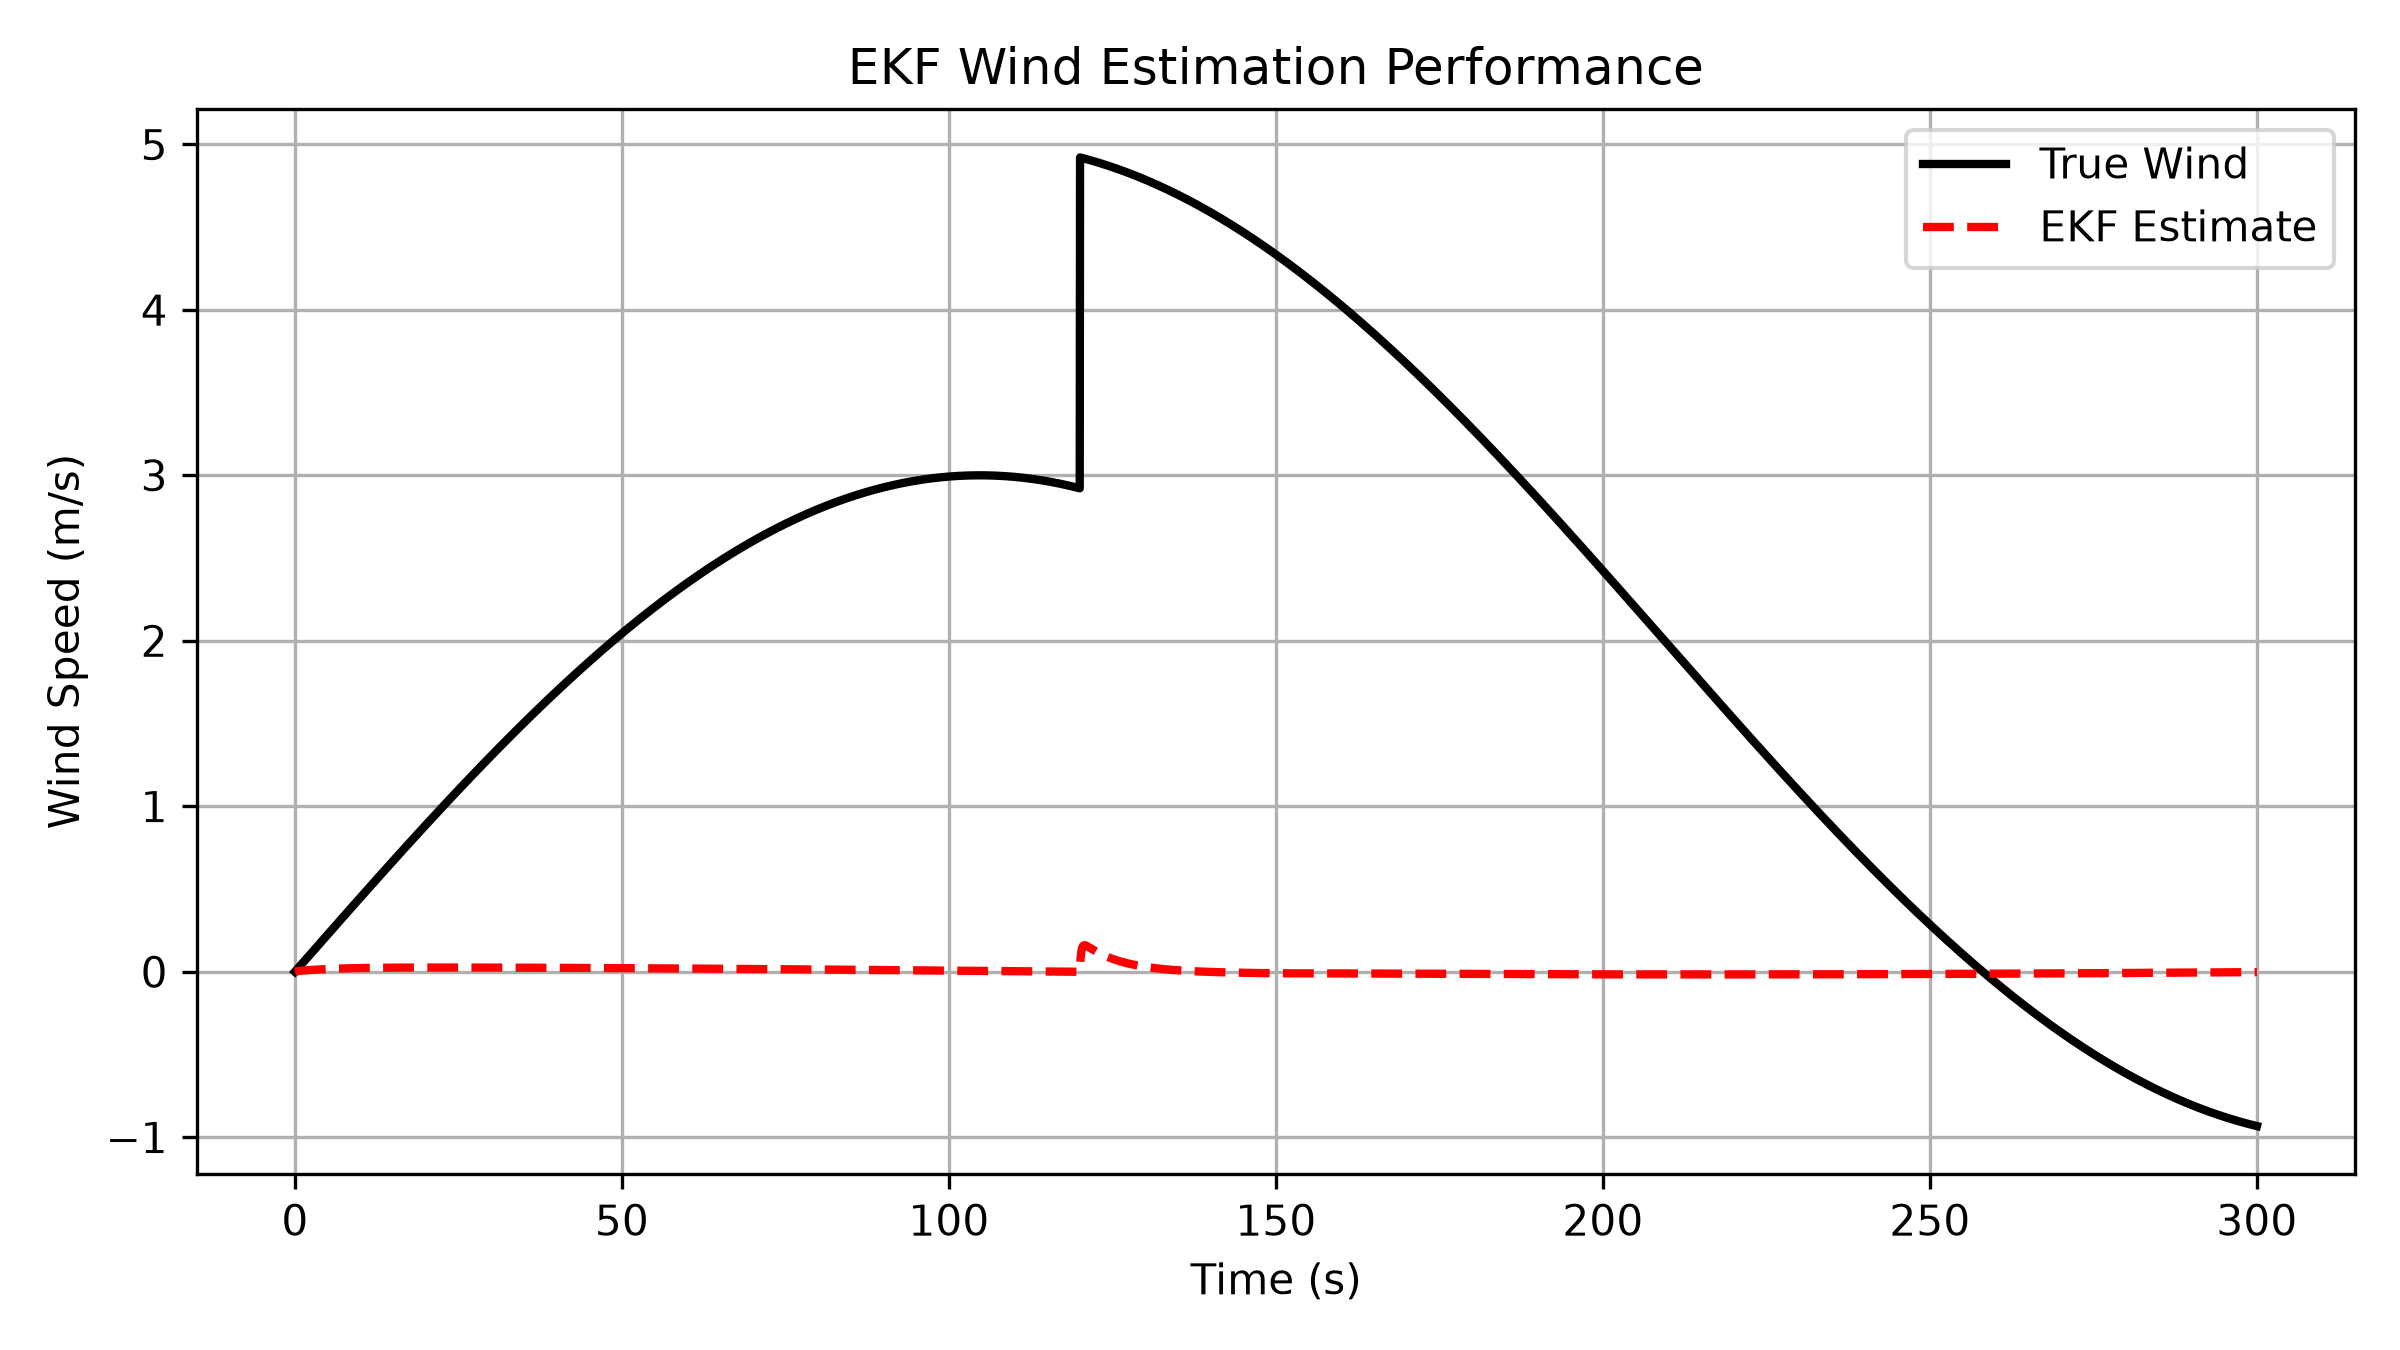 EKF Wind Estimation Performance
True Wind
EKF Estimate
5
4
3
2
1
0
−1
Wind Speed (m/s)
0 50 100 150 200 250 300
Time (s)